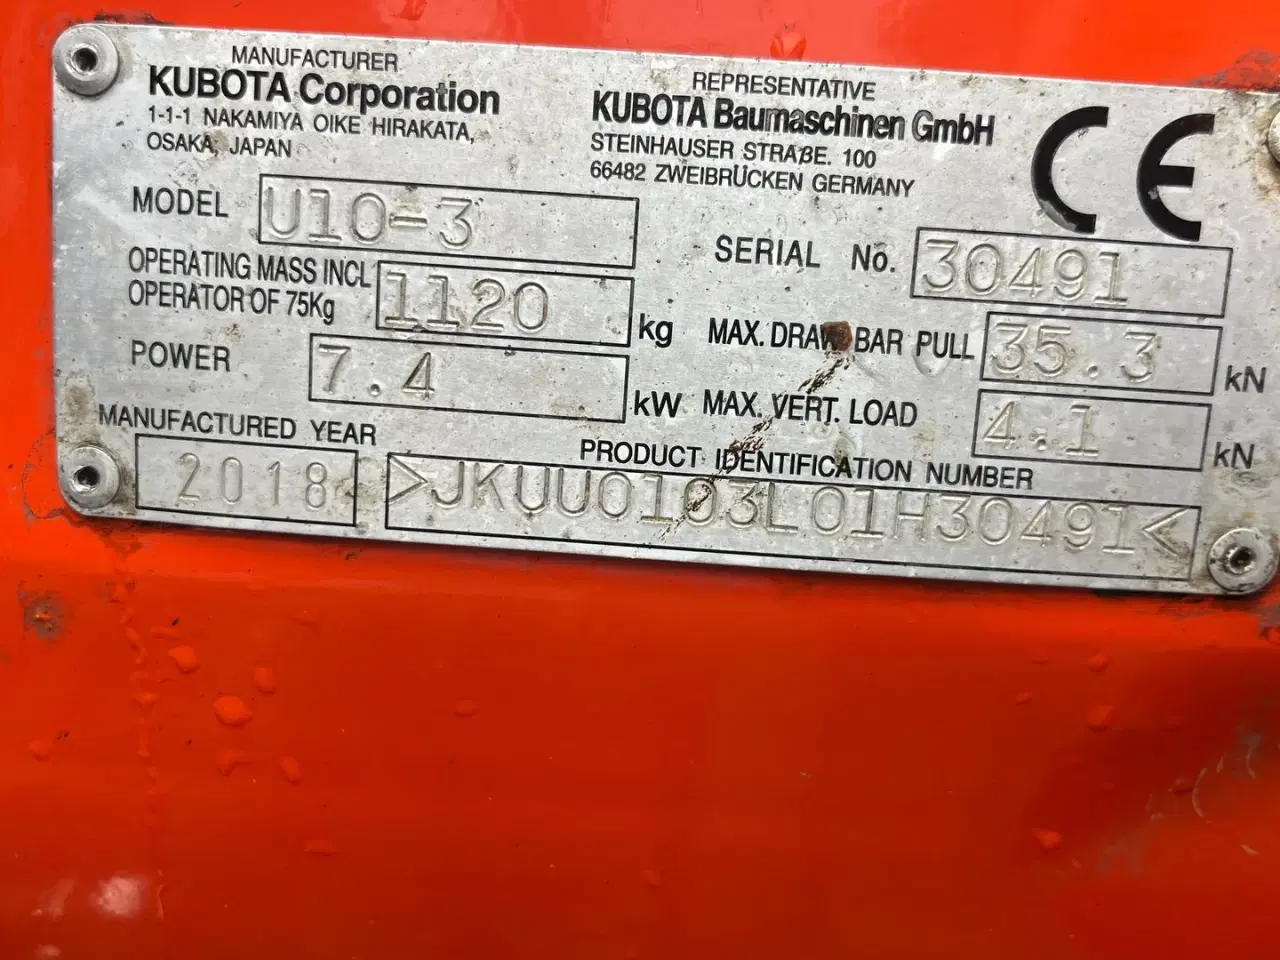 MANUFACTURER
KUBOTA Corporation
1-1-1 NAKAMIYA OIKE HIRAKATA,
OSAKA, JAPAN
REPRESENTATIVE
KUBOTA Baumaschinen GmbH
STEINHAUSER STRAßE. 100
66482 ZWEIBRÜCKEN GERMANY
CE
MODEL U10-3
SERIAL No. 30491
OPERATING MASS INCL
OPERATOR OF 75Kg 1120 kg
MAX. DRAW BAR PULL 35.3 kN
POWER 7.4 kW
MAX. VERT. LOAD 4.1 kN
MANUFACTURED YEAR
2018
PRODUCT IDENTIFICATION NUMBER
>JKUU0103L01H30491<